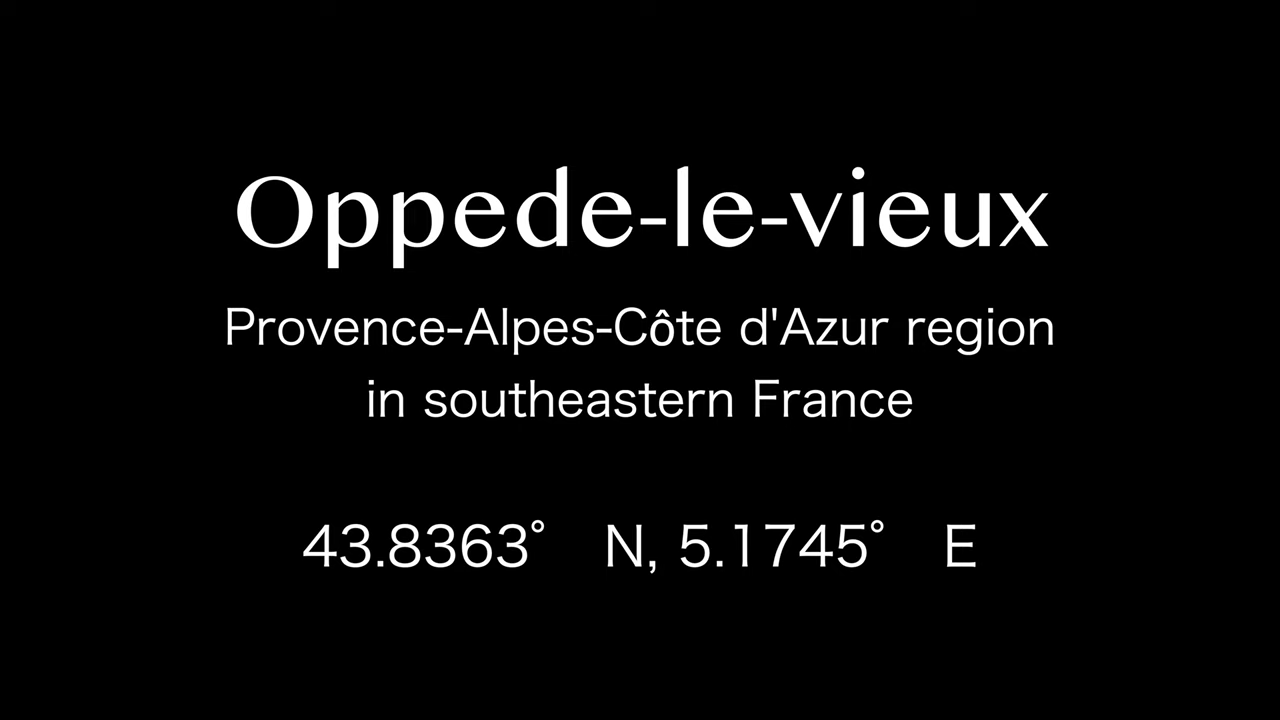 Oppede-le-vieux
Provence-Alpes-Côte d'Azur region
in southeastern France
43.8363° N, 5.1745° E